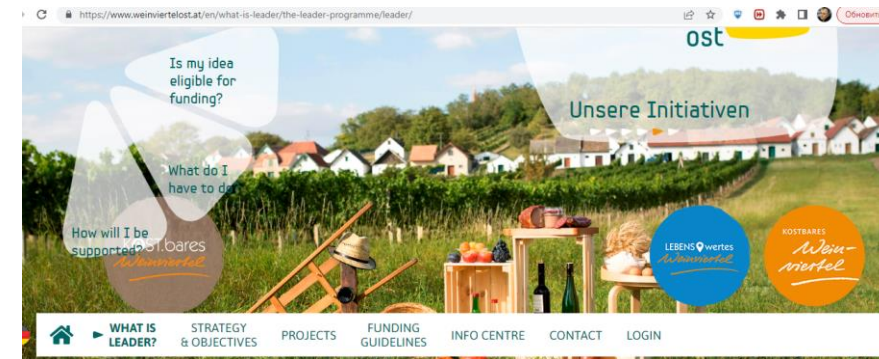 https://www.weinviertelost.at/en/what-is-leader/the-leader-programme/leader/
Обновить
ost
Is my idea
eligible for
funding?
Unsere Initiativen
What do I
have to do
How will I be
supported?
KOST.bares
Weinviertel
LEBENS wertes
Weinviertel
KOSTBARES
Wein-
viertel
WHAT IS
LEADER?
STRATEGY
& OBJECTIVES
PROJECTS
FUNDING
GUIDELINES
INFO CENTRE
CONTACT
LOGIN